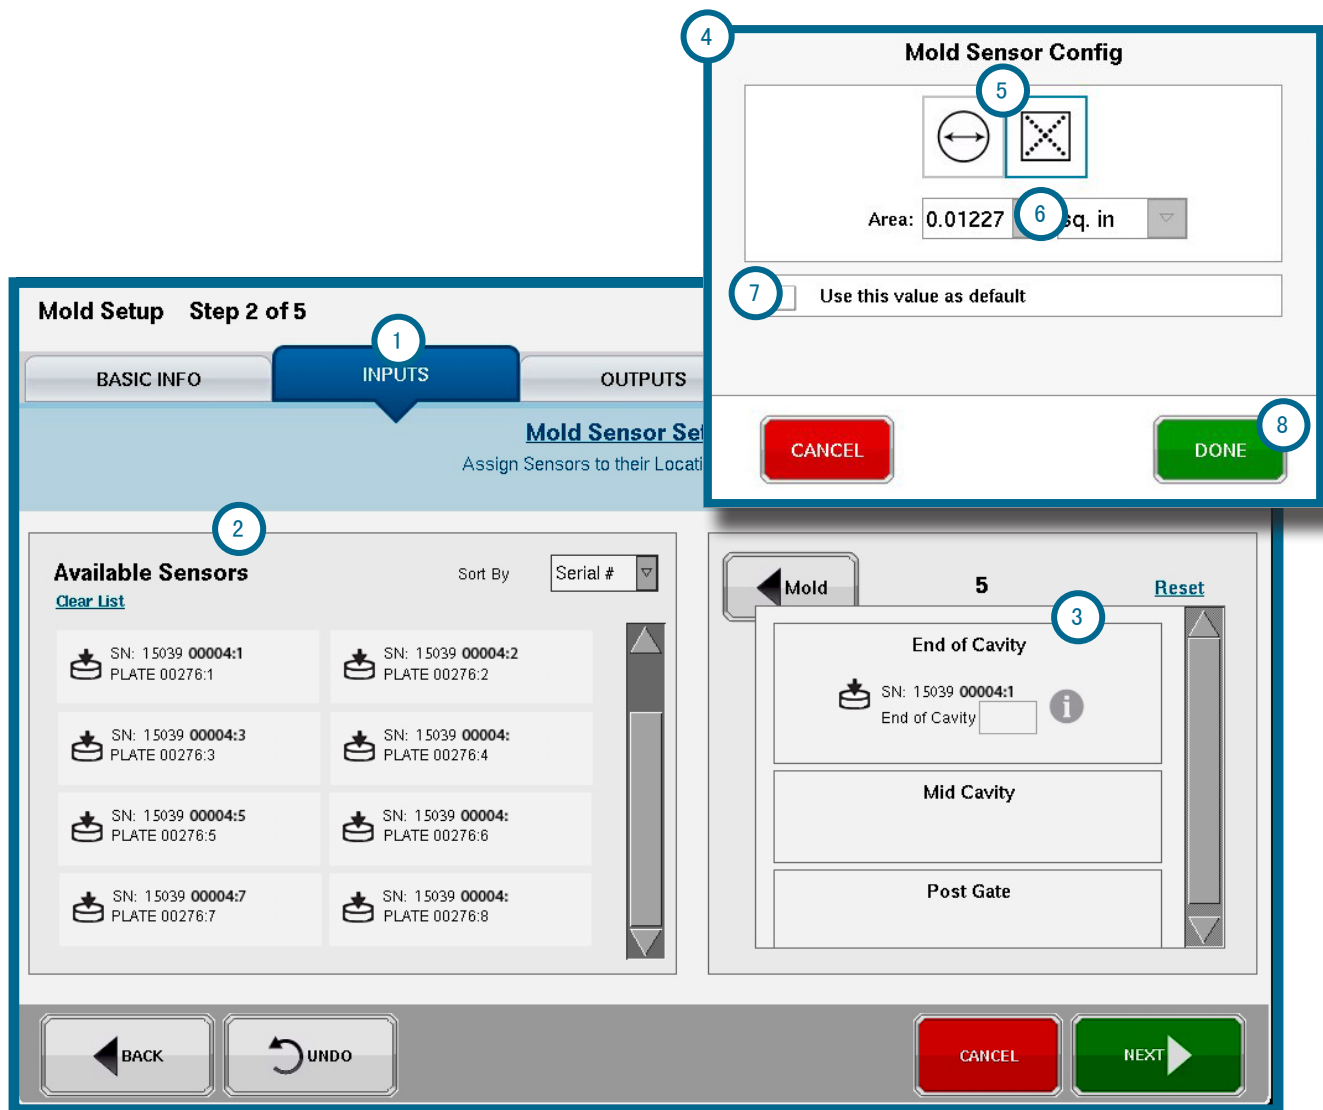 4
Mold Sensor Config
5
Area: 0.01227 6 sq. in
7 Use this value as default
CANCEL
DONE 8
Mold Setup Step 2 of 5
1
BASIC INFO
INPUTS
OUTPUTS
Mold Sensor Set
Assign Sensors to their Locati
2
Available Sensors
Clear List
Sort By Serial #
SN: 15039 00004:1
PLATE 00276:1
SN: 15039 00004:2
PLATE 00276:2
SN: 15039 00004:3
PLATE 00276:3
SN: 15039 00004:
PLATE 00276:4
SN: 15039 00004:5
PLATE 00276:5
SN: 15039 00004:
PLATE 00276:6
SN: 15039 00004:7
PLATE 00276:7
SN: 15039 00004:
PLATE 00276:8
Mold
5
Reset
3
End of Cavity
SN: 15039 00004:1
End of Cavity
i
Mid Cavity
Post Gate
BACK
UNDO
CANCEL
NEXT